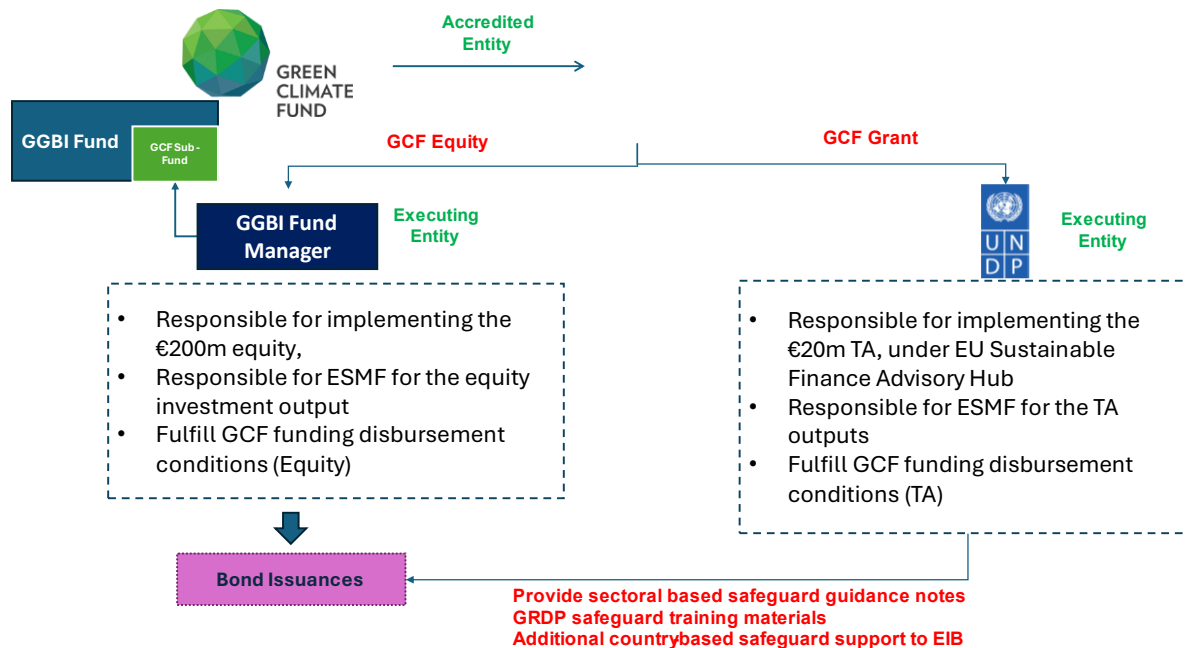 Accredited
Entity
GREEN
CLIMATE
FUND
GGBI Fund
GCF Sub-
Fund
GCF Equity
GCF Grant
GGBI Fund
Manager
Executing
Entity
UN
DP
Executing
Entity
• Responsible for implementing the
€200m equity,
• Responsible for ESMF for the equity
investment output
• Fulfill GCF funding disbursement
conditions (Equity)
• Responsible for implementing the
€20m TA, under EU Sustainable
Finance Advisory Hub
• Responsible for ESMF for the TA
outputs
• Fulfill GCF funding disbursement
conditions (TA)
Bond Issuances
Provide sectoral based safeguard guidance notes
GRDP safeguard training materials
Additional country-based safeguard support to EIB